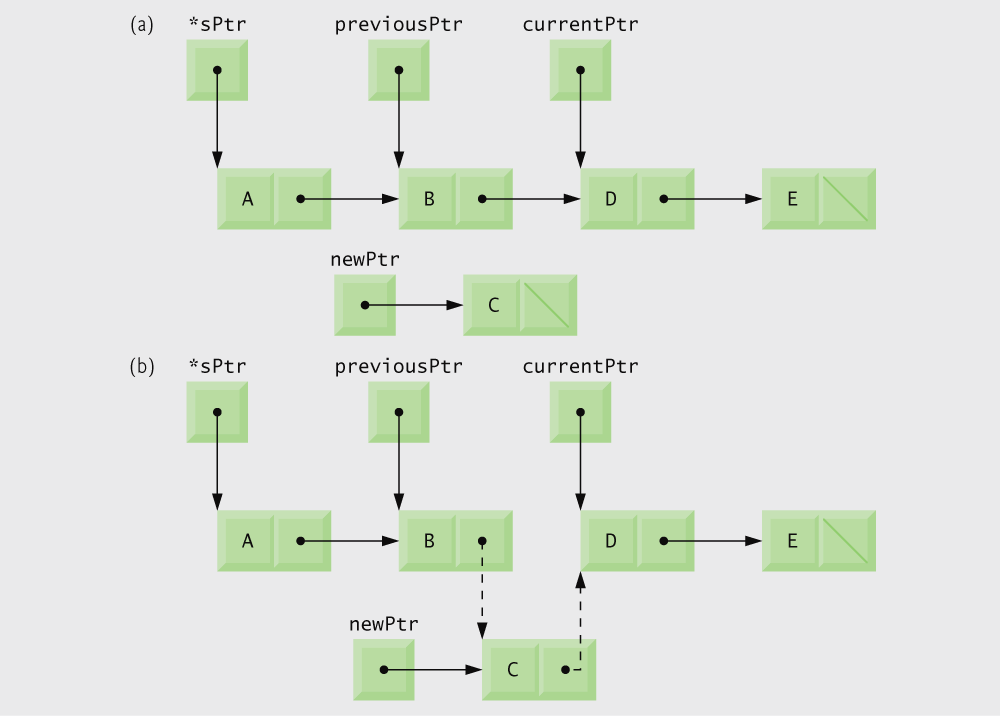 (a) *sPtr previousPtr currentPtr
A B D E
newPtr
C
(b) *sPtr previousPtr currentPtr
A B D E
newPtr
C